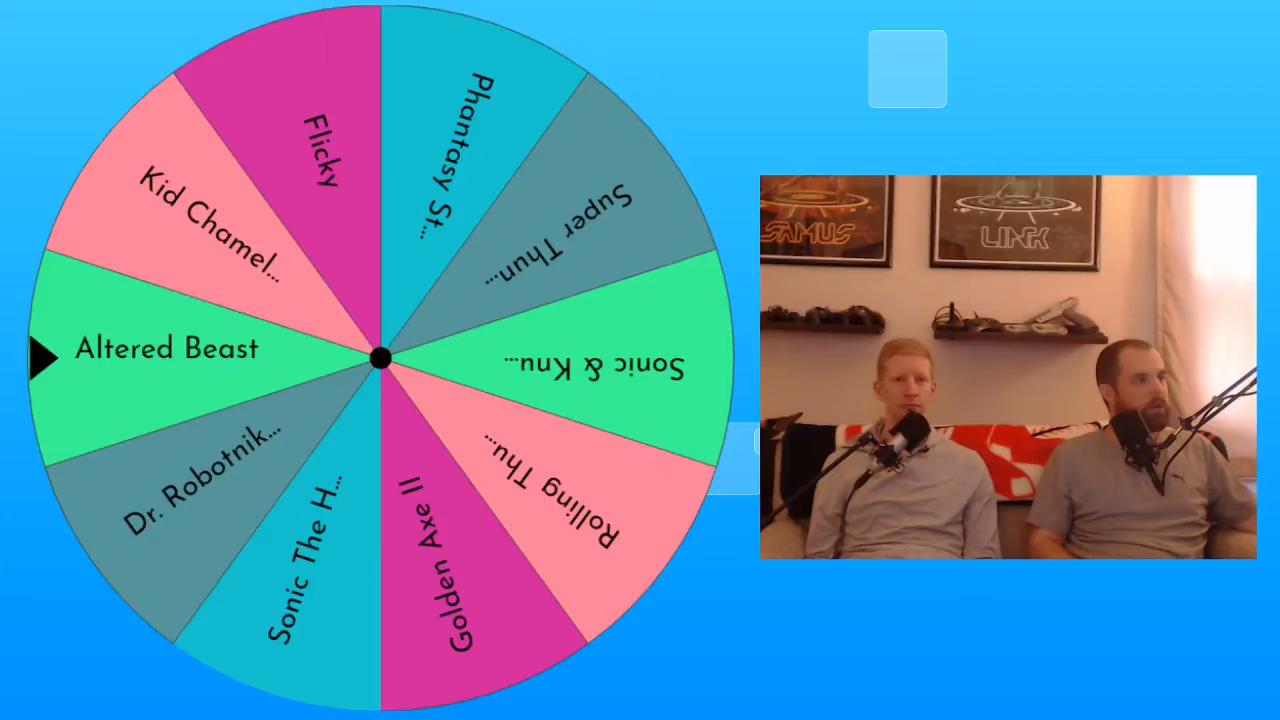 Flicky
Phantasy St...
Kid Chamel...
Super Thun...
Altered Beast
Sonic & Knu...
Dr. Robotnik...
Rolling Thu...
Sonic The H...
Golden Axe II
SAMUS
LINK